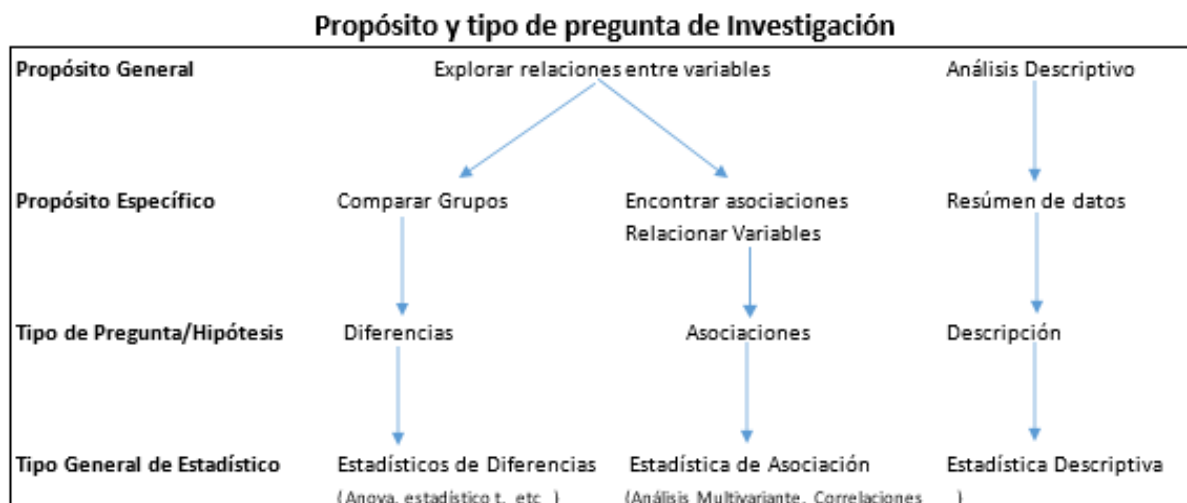 Propósito y tipo de pregunta de Investigación
Propósito General Explorar relaciones entre variables Análisis Descriptivo
Propósito Específico Comparar Grupos Encontrar asociaciones Resúmen de datos
Relacionar Variables
Tipo de Pregunta/Hipótesis Diferencias Asociaciones Descripción
Tipo General de Estadístico Estadísticos de Diferencias Estadística de Asociación Estadística Descriptiva
(Anova, estadístico t, etc ) (Análisis Multivariante, Correlaciones )